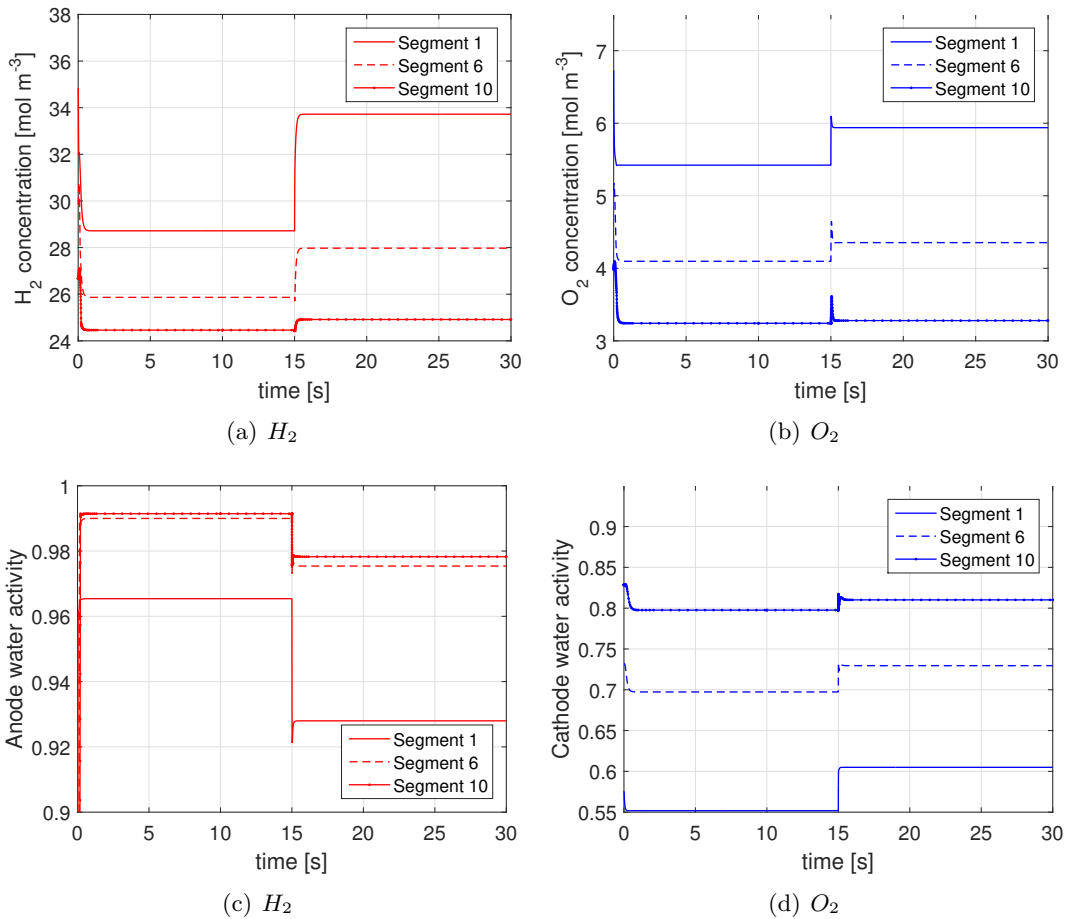 38
36
34
32
30
28
26
24
H2 concentration [mol m-3]
Segment 1
Segment 6
Segment 10
0 5 10 15 20 25 30
time [s]
(a) H2
7
6
5
4
3
O2 concentration [mol m-3]
Segment 1
Segment 6
Segment 10
0 5 10 15 20 25 30
time [s]
(b) O2
1
0.98
0.96
0.94
0.92
0.9
Anode water activity
Segment 1
Segment 6
Segment 10
0 5 10 15 20 25 30
time [s]
(c) H2
0.9
0.85
0.8
0.75
0.7
0.65
0.6
0.55
Cathode water activity
Segment 1
Segment 6
Segment 10
0 5 10 15 20 25 30
time [s]
(d) O2